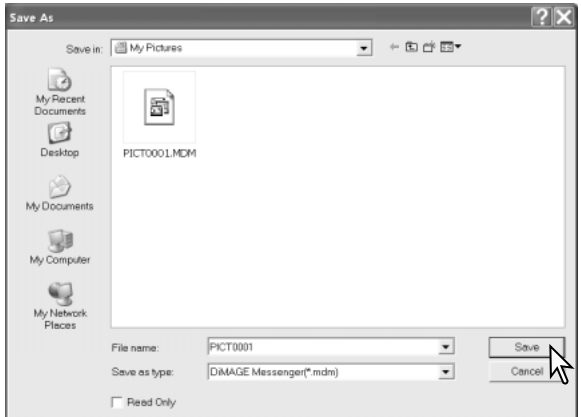 Save As
Save in:
My Pictures
My Recent
Documents
Desktop
My Documents
My Computer
My Network
Places
PICT0001.MDM
File name:
PICT0001
Save
Save as type:
DiMAGE Messenger(*.mdm)
Cancel
Read Only